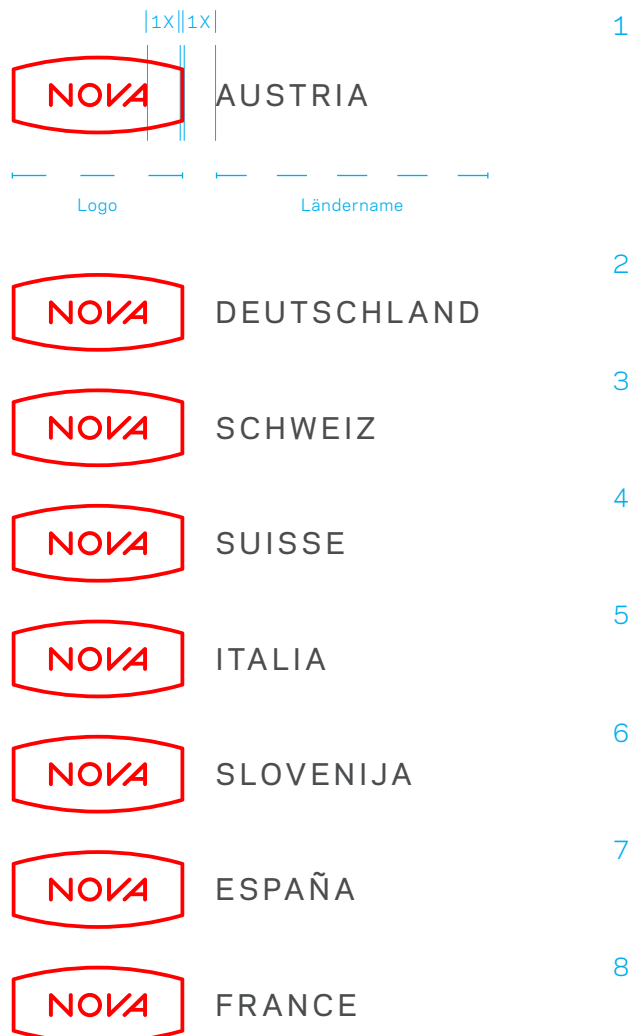 1X 1X
1
NOVA AUSTRIA
Logo Ländername
2
NOVA DEUTSCHLAND
3
NOVA SCHWEIZ
4
NOVA SUISSE
5
NOVA ITALIA
6
NOVA SLOVENIJA
7
NOVA ESPAÑA
8
NOVA FRANCE